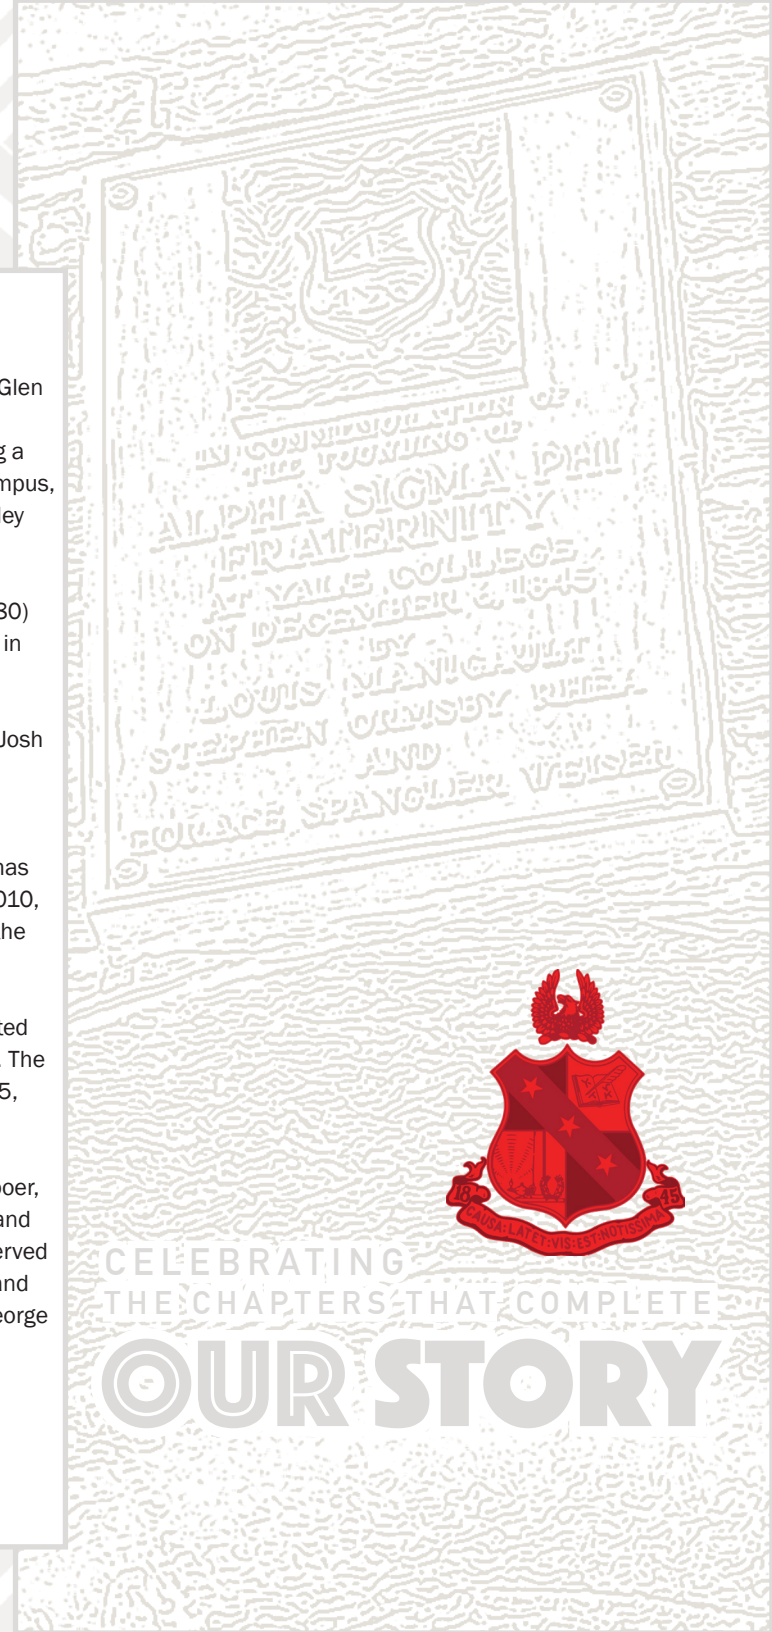 Glen
g a
mpus,
ley
30)
in
Josh
has
010,
the
ted
. The
5,
oer,
and
erved
and
eorge
IN COMMEMORATION OF
THE FOUNDING OF
ALPHA SIGMA PHI
FRATERNITY
AT YALE COLLEGE
ON DECEMBER 6, 1845
BY
LOUIS MANIGAULT
STEPHEN ORMSBY RHEA
AND
HORACE SPANGLER WEISER
18 45
CAUSA:LATET:VIS:EST:NOTISSIMA
CELEBRATING
THE CHAPTERS THAT COMPLETE
OUR STORY